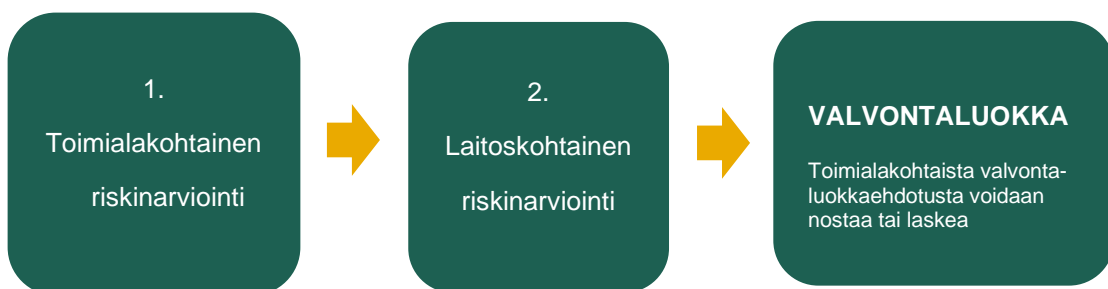 1.
Toimialakohtainen
riskinarviointi
2.
Laitoskohtainen
riskinarviointi
VALVONTALUOKKA
Toimialakohtaista valvonta-
luokkaehdotusta voidaan
nostaa tai laskea